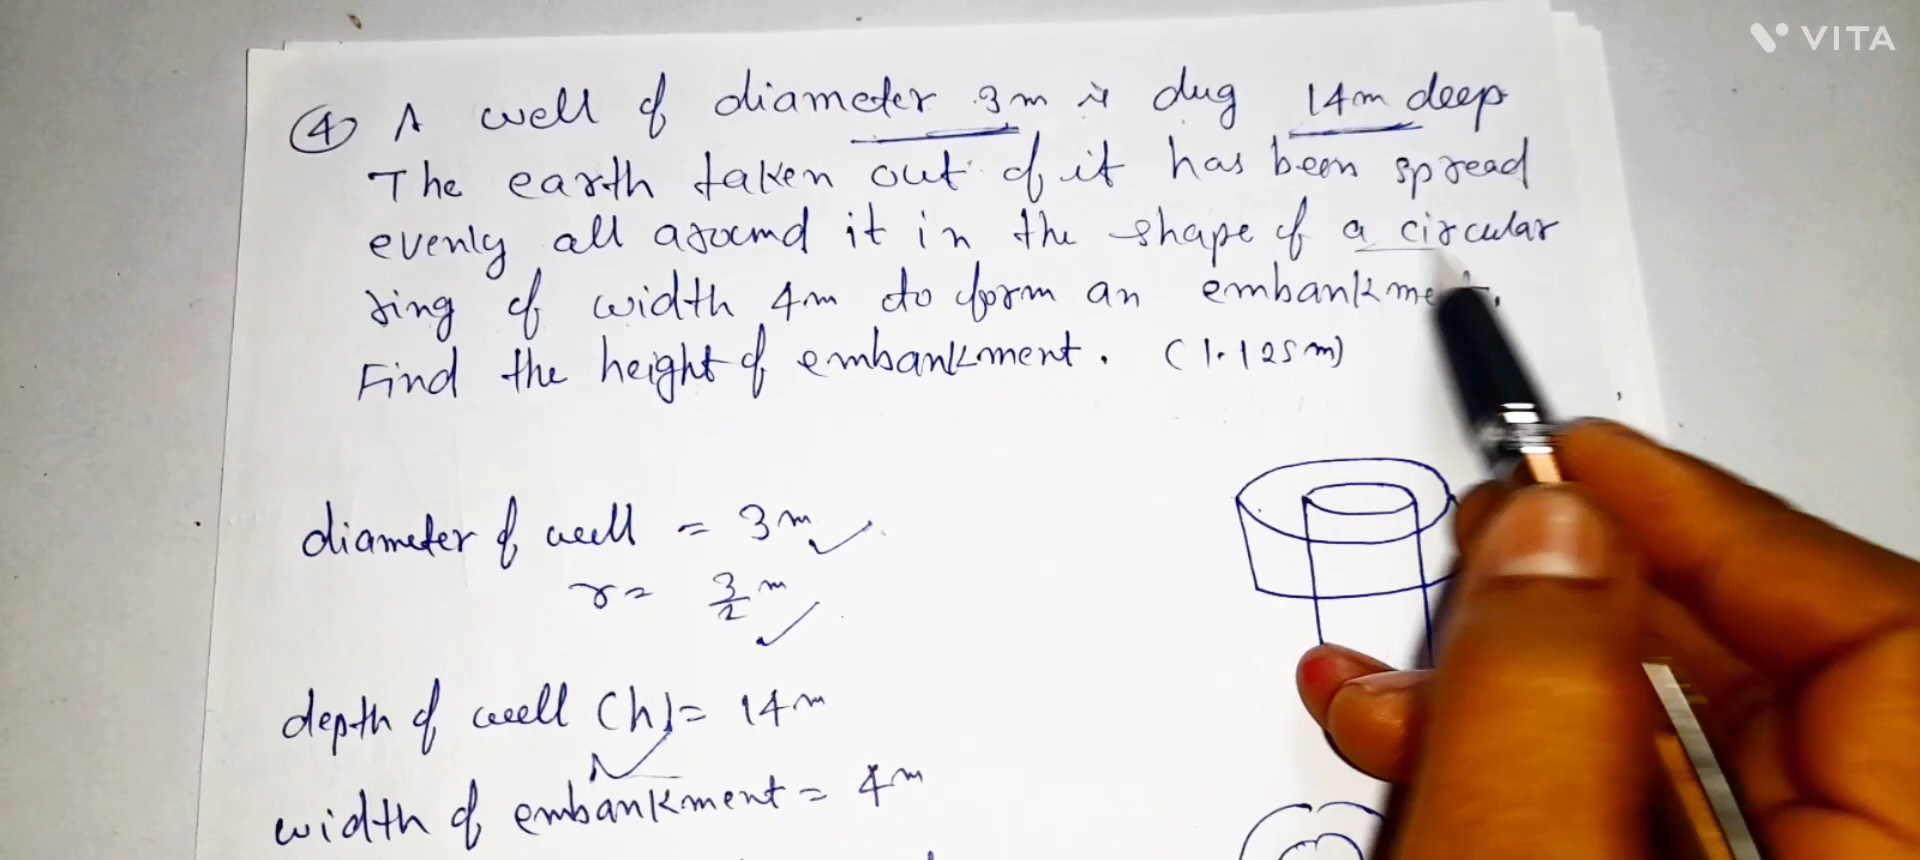 VITA
④ A well of diameter 3m is dug 14m deep
The earth taken out of it has been spread
evenly all around it in the shape of a circular
ring of width 4m to form an embankment.
Find the height of embankment. (1.125m)
diameter of well = 3m
r = 3/2 m
depth of well (h) = 14m
width of embankment = 4m